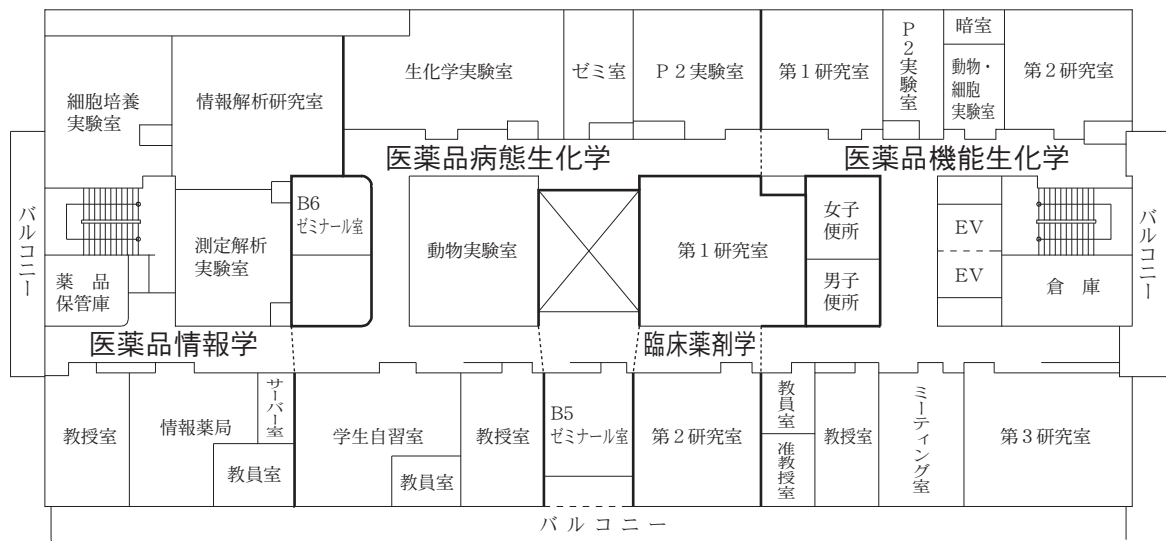 生化学実験室
ゼミ室
Ｐ２実験室
第１研究室
Ｐ２実験室
暗室
動物・
細胞
実験室
第２研究室
細胞培養
実験室
情報解析研究室
医薬品病態生化学
医薬品機能生化学
バルコニー
測定解析
実験室
B6
ゼミナール室
動物実験室
第１研究室
女子
便所
男子
便所
EV
EV
倉　庫
バルコニー
薬　品
保管庫
医薬品情報学
臨床薬剤学
教授室
情報薬局
サーバー室
教員室
学生自習室
教員室
教授室
B5
ゼミナール室
第２研究室
教員室
准教授室
教授室
ミーティング室
第３研究室
バルコニー